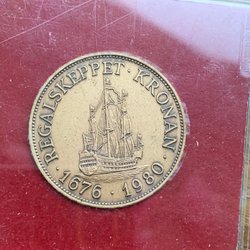 REGALSKEPPET · KRONAN ·
1676 · 1980 ·